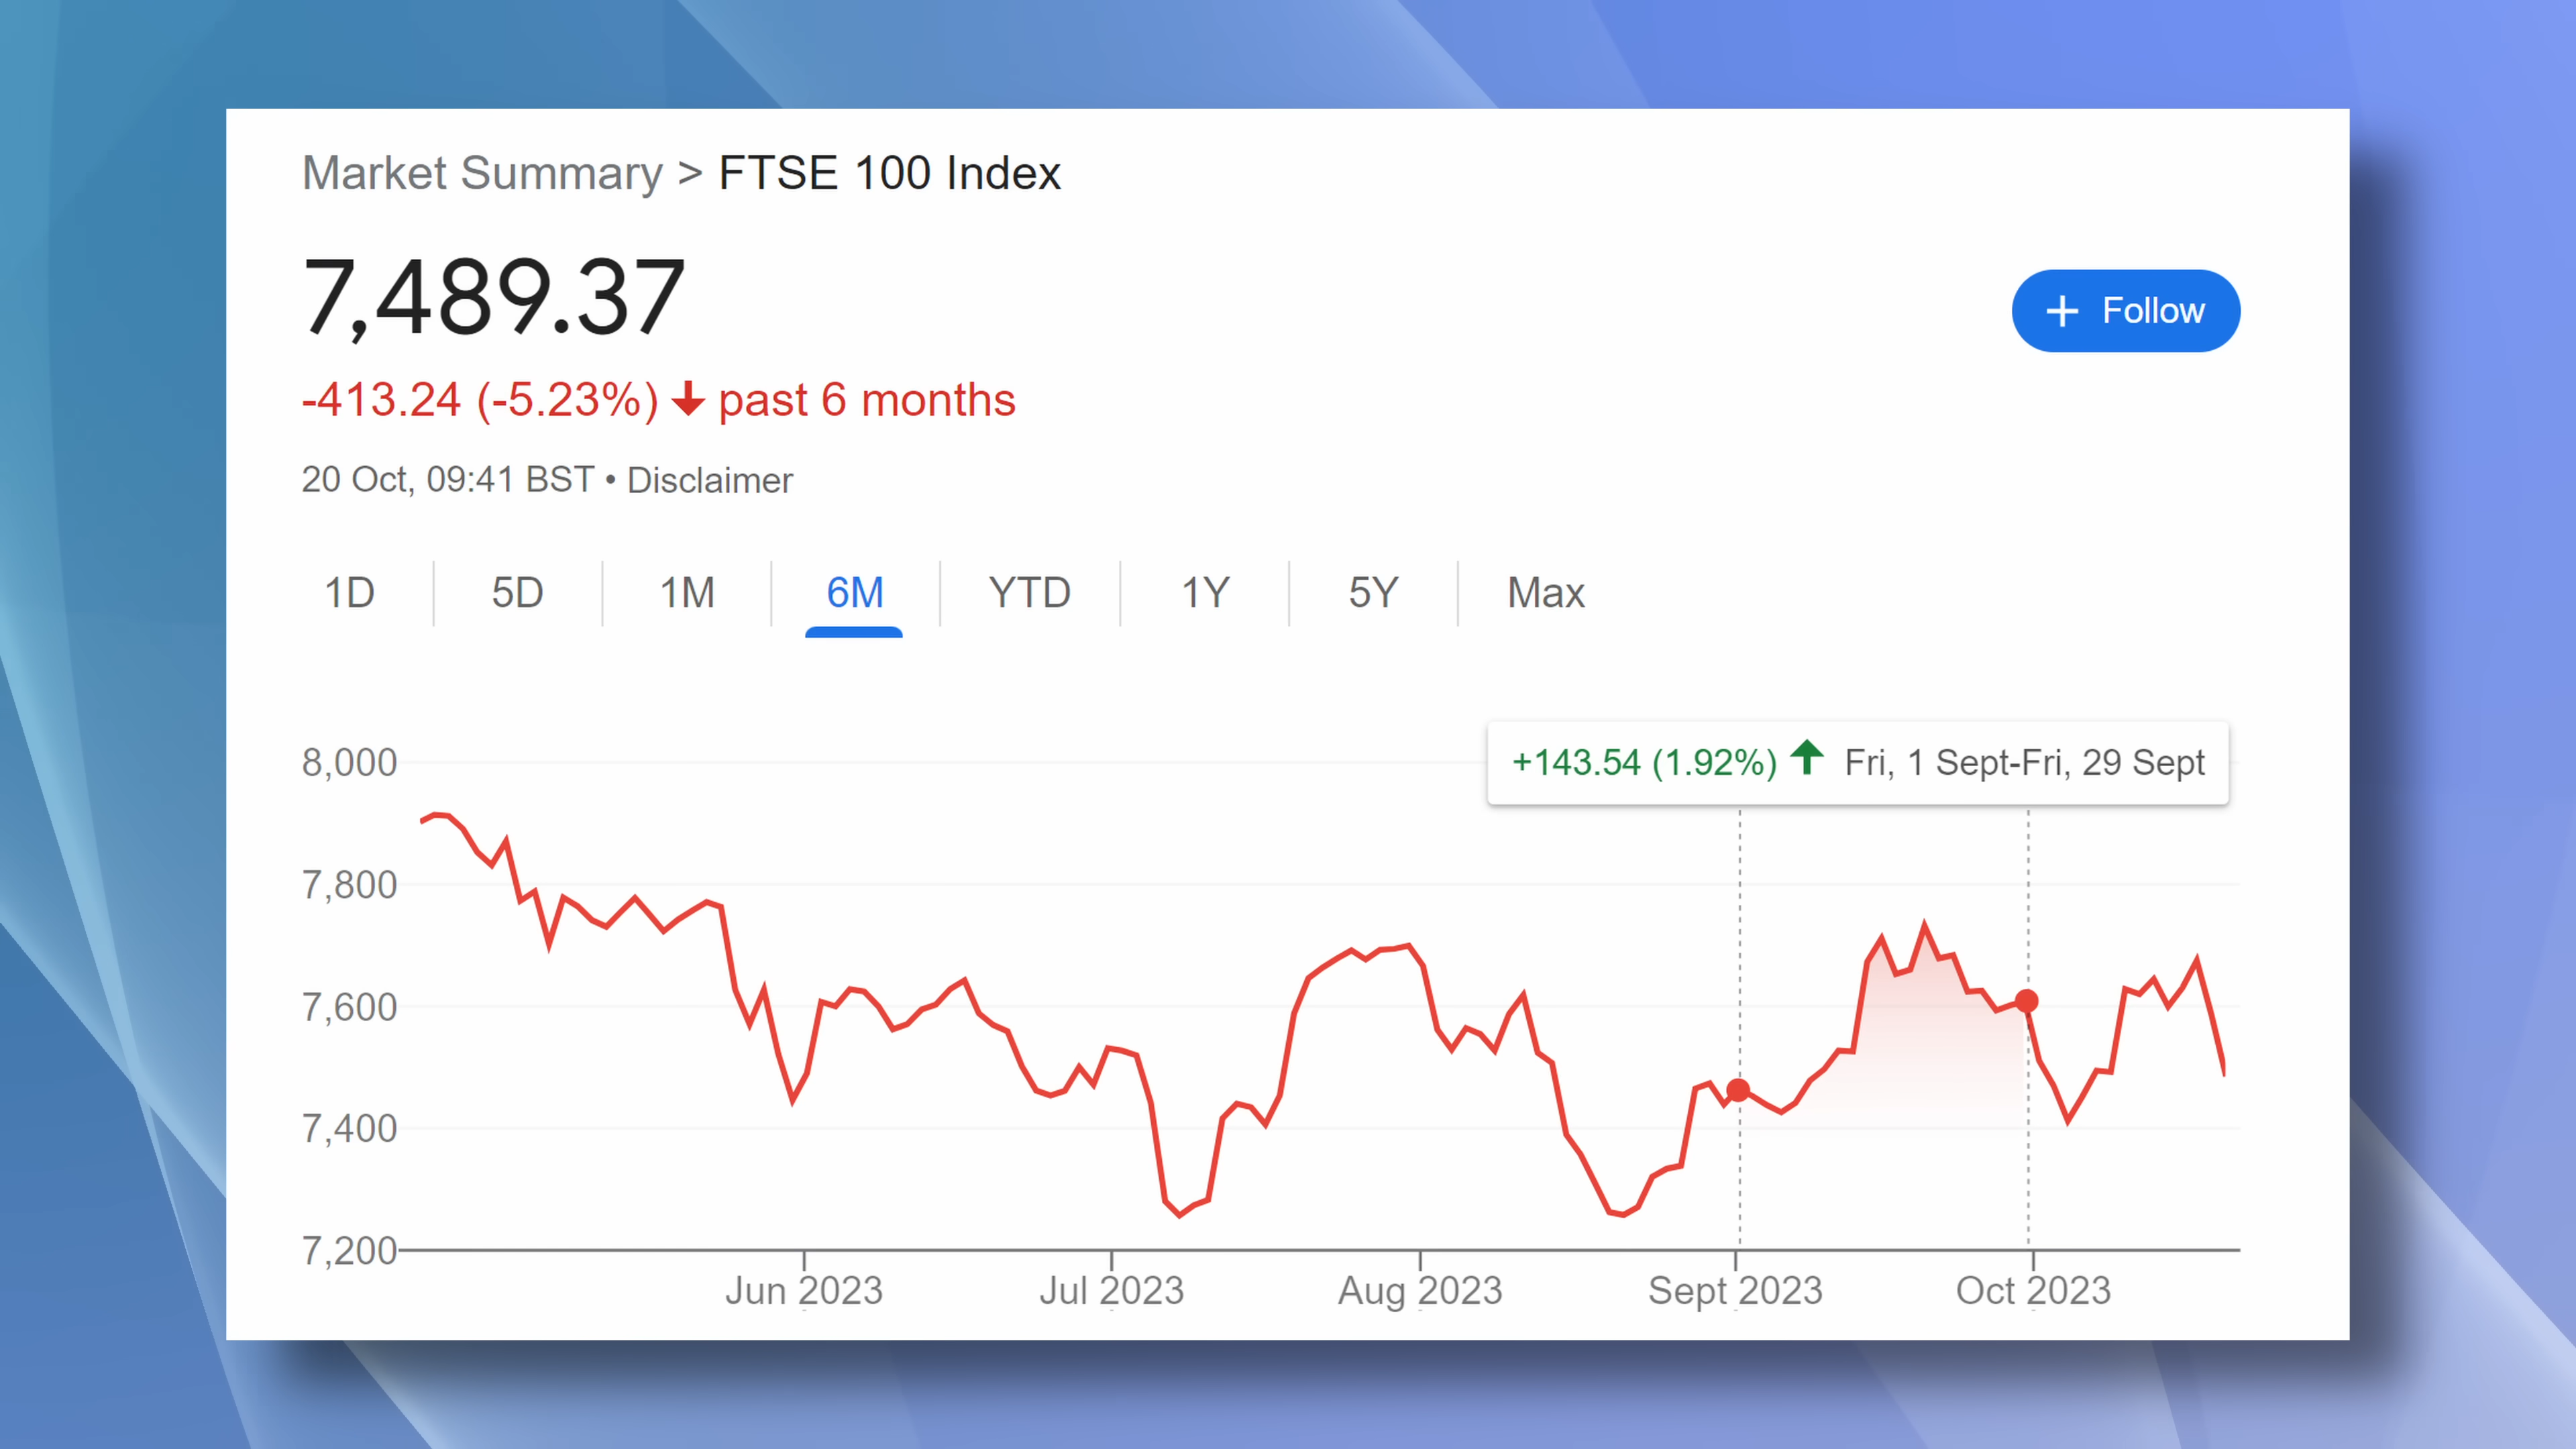 Market Summary > FTSE 100 Index
7,489.37
+ Follow
-413.24 (-5.23%) ↓ past 6 months
20 Oct, 09:41 BST • Disclaimer
1D 5D 1M 6M YTD 1Y 5Y Max
+143.54 (1.92%) ↑ Fri, 1 Sept-Fri, 29 Sept
8,000
7,800
7,600
7,400
7,200
Jun 2023 Jul 2023 Aug 2023 Sept 2023 Oct 2023